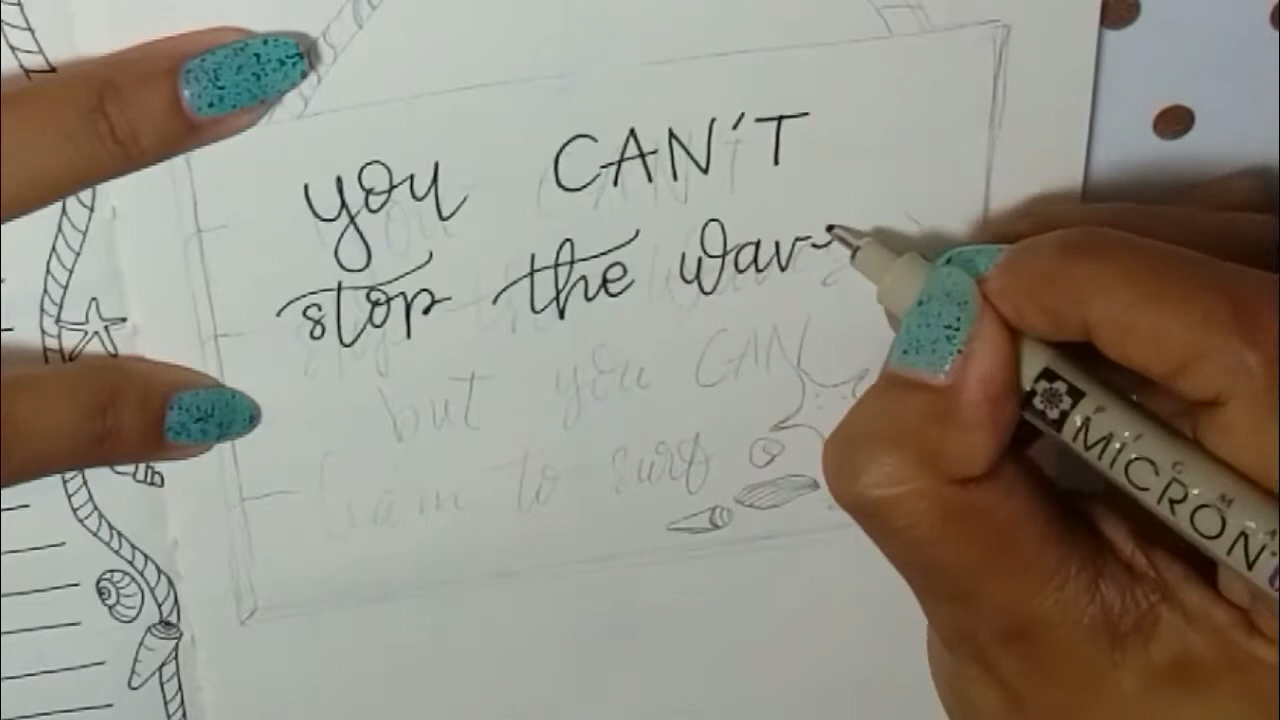 you CAN'T
stop the wav
but you CAN
learn to surf
MICRON